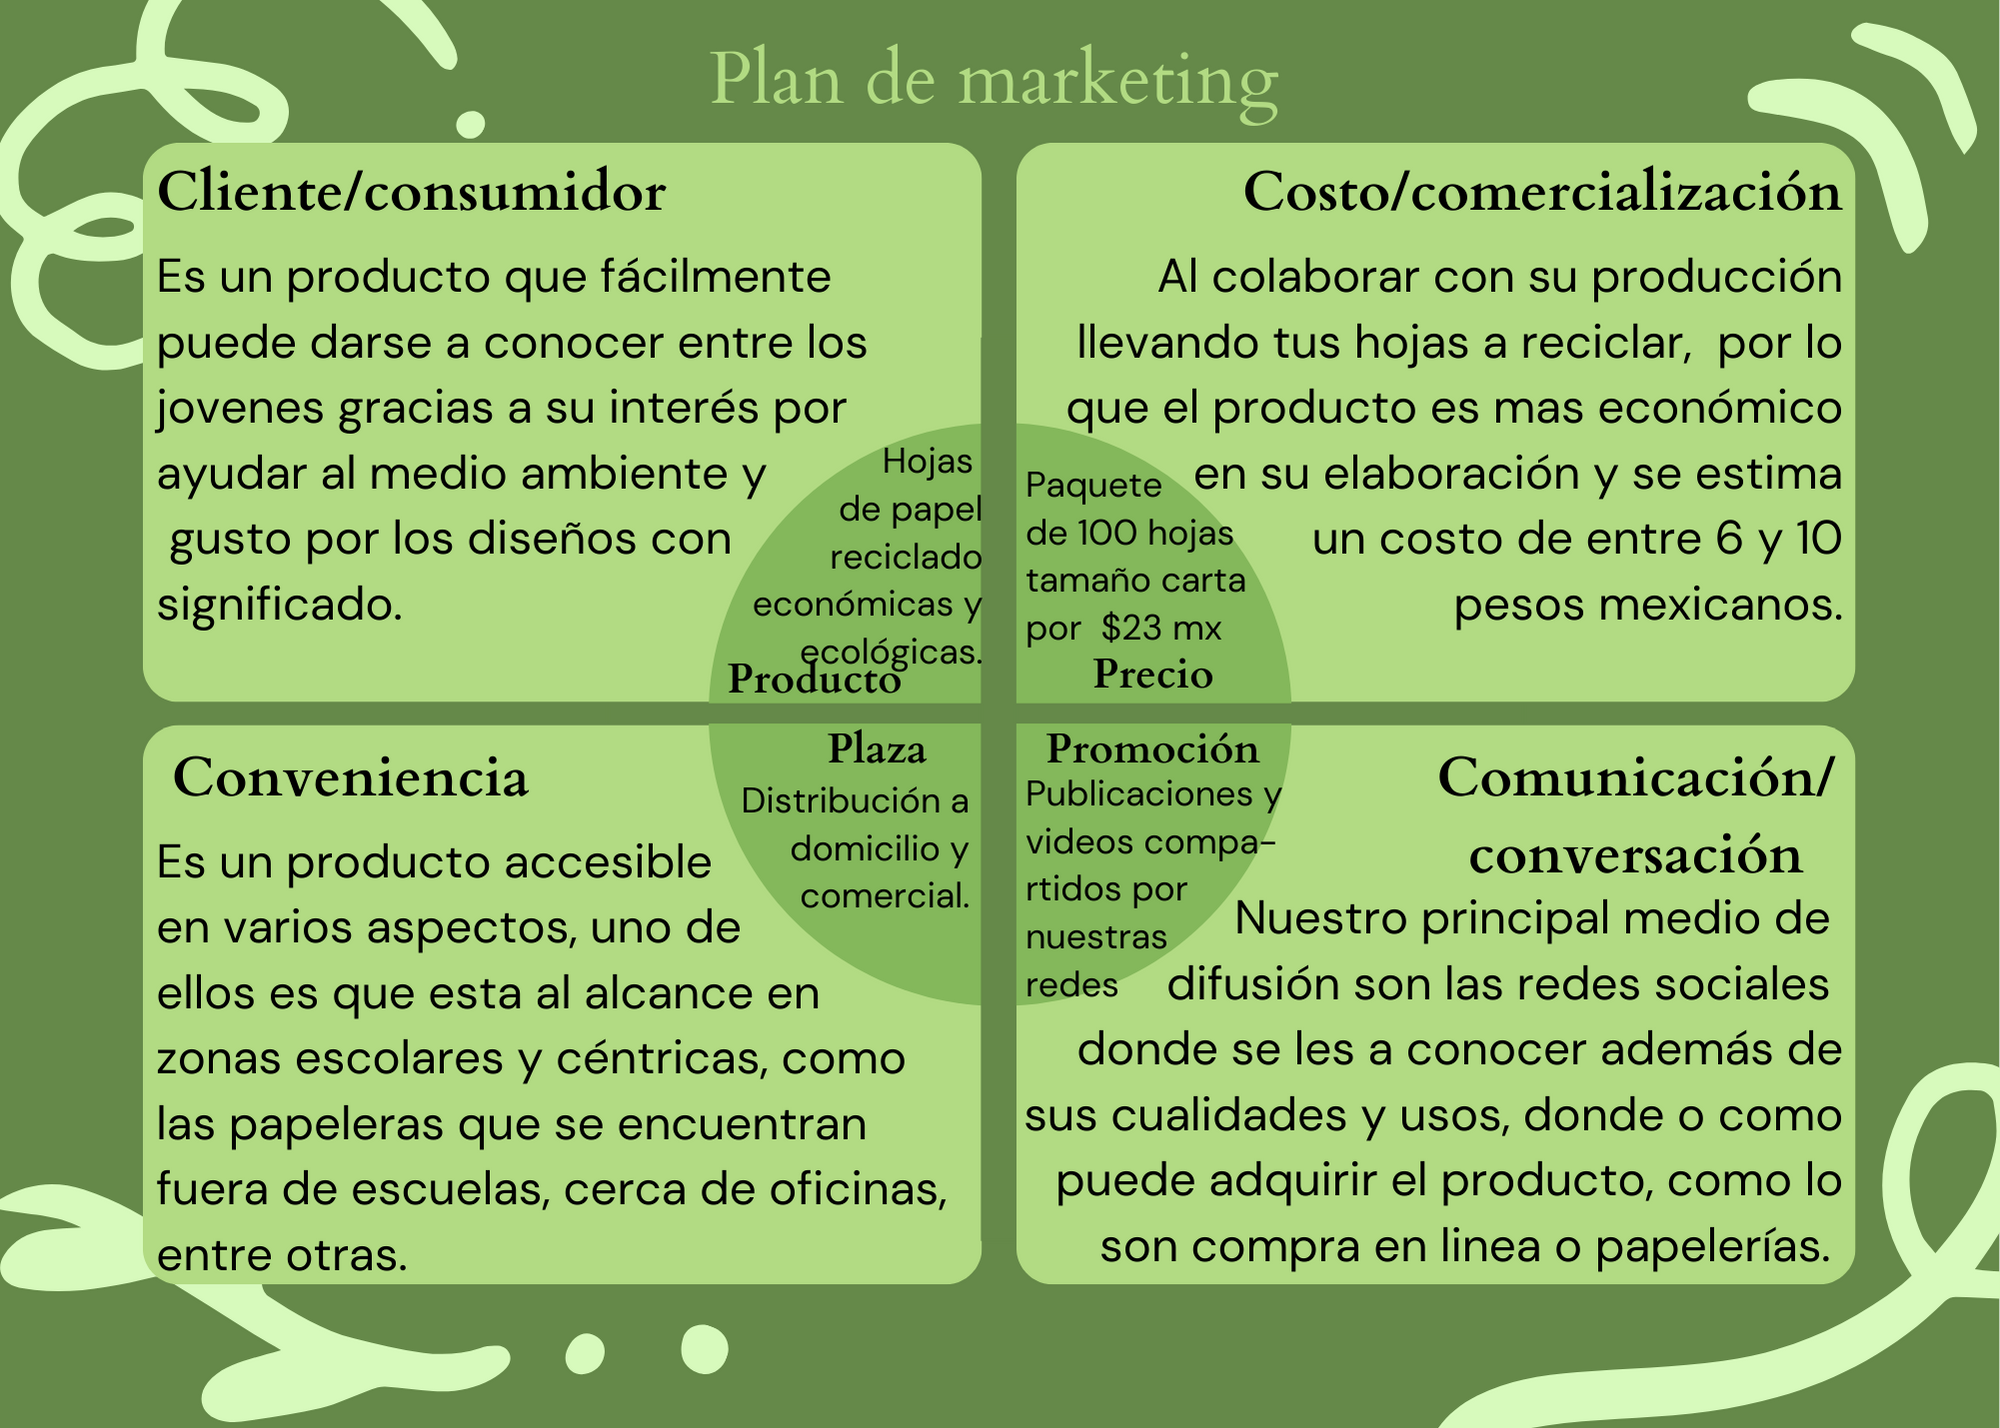 Plan de marketing
Cliente/consumidor
Es un producto que fácilmente
puede darse a conocer entre los
jovenes gracias a su interés por
ayudar al medio ambiente y
gusto por los diseños con
significado.
Hojas
de papel
reciclado
económicas y
ecológicas.
Producto
Costo/comercialización
Al colaborar con su producción
llevando tus hojas a reciclar, por lo
que el producto es mas económico
en su elaboración y se estima
un costo de entre 6 y 10
pesos mexicanos.
Paquete
de 100 hojas
tamaño carta
por $23 mx
Precio
Conveniencia
Es un producto accesible
en varios aspectos, uno de
ellos es que esta al alcance en
zonas escolares y céntricas, como
las papeleras que se encuentran
fuera de escuelas, cerca de oficinas,
entre otras.
Plaza
Distribución a
domicilio y
comercial.
Promoción
Publicaciones y
videos compa-
rtidos por
nuestras
redes
Comunicación/
conversación
Nuestro principal medio de
difusión son las redes sociales
donde se les a conocer además de
sus cualidades y usos, donde o como
puede adquirir el producto, como lo
son compra en linea o papelerías.